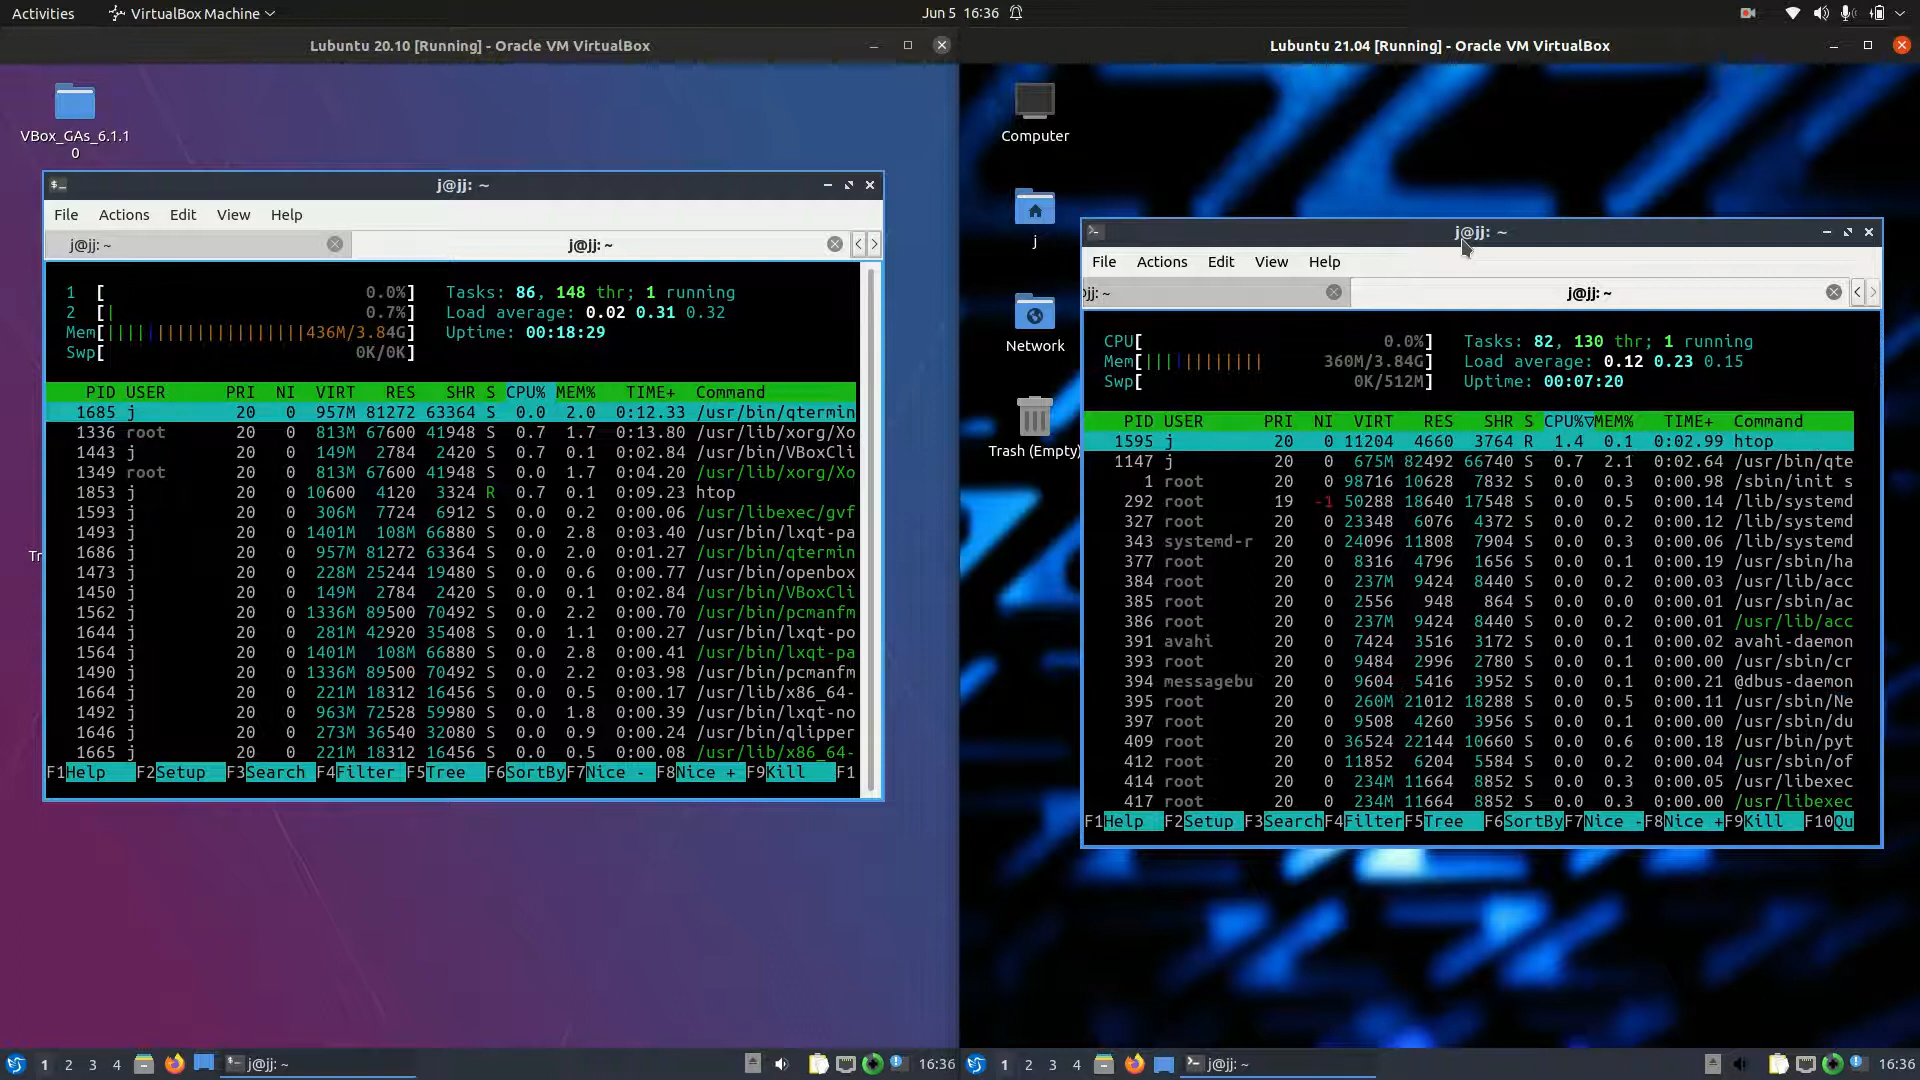 Activities
VirtualBox Machine
Jun 5 16:36
Lubuntu 20.10 [Running] - Oracle VM VirtualBox
VBox_GAs_6.1.1
0
Tr
j@jj: ~
File Actions Edit View Help
j@jj: ~
j@jj: ~
1 [ 0.0%] Tasks: 86, 148 thr; 1 running
2 [| 0.7%] Load average: 0.02 0.31 0.32
Mem[||||||||||||||||||||436M/3.84G] Uptime: 00:18:29
Swp[ 0K/0K]
PID USER PRI NI VIRT RES SHR S CPU% MEM% TIME+ Command
1685 j 20 0 957M 81272 63364 S 0.0 2.0 0:12.33 /usr/bin/qtermin
1336 root 20 0 813M 67600 41948 S 0.7 1.7 0:13.80 /usr/lib/xorg/Xo
1443 j 20 0 149M 2784 2420 S 0.7 0.1 0:02.84 /usr/bin/VBoxCli
1349 root 20 0 813M 67600 41948 S 0.0 1.7 0:04.20 /usr/lib/xorg/Xo
1853 j 20 0 10600 4120 3324 R 0.7 0.1 0:09.23 htop
1593 j 20 0 306M 7724 6912 S 0.0 0.2 0:00.06 /usr/libexec/gvf
1493 j 20 0 1401M 108M 66880 S 0.0 2.8 0:03.40 /usr/bin/lxqt-pa
1686 j 20 0 957M 81272 63364 S 0.0 2.0 0:01.27 /usr/bin/qtermin
1473 j 20 0 228M 25244 19480 S 0.0 0.6 0:00.77 /usr/bin/openbox
1450 j 20 0 149M 2784 2420 S 0.0 0.1 0:02.84 /usr/bin/VBoxCli
1562 j 20 0 1336M 89500 70492 S 0.0 2.2 0:00.70 /usr/bin/pcmanfm
1644 j 20 0 281M 42920 35408 S 0.0 1.1 0:00.27 /usr/bin/lxqt-po
1564 j 20 0 1401M 108M 66880 S 0.0 2.8 0:00.41 /usr/bin/lxqt-pa
1490 j 20 0 1336M 89500 70492 S 0.0 2.2 0:03.98 /usr/bin/pcmanfm
1664 j 20 0 221M 18312 16456 S 0.0 0.5 0:00.17 /usr/lib/x86_64-
1492 j 20 0 963M 72528 59980 S 0.0 1.8 0:00.39 /usr/bin/lxqt-no
1646 j 20 0 273M 36540 32080 S 0.0 0.9 0:00.24 /usr/bin/qlipper
1665 j 20 0 221M 18312 16456 S 0.0 0.5 0:00.08 /usr/lib/x86_64-
F1Help F2Setup F3Search F4Filter F5Tree F6SortBy F7Nice - F8Nice + F9Kill F1
1 2 3 4
j@jj: ~
16:36
Lubuntu 21.04 [Running] - Oracle VM VirtualBox
Computer
j
Network
Trash (Empty)
j@jj: ~
File Actions Edit View Help
jj: ~
j@jj: ~
CPU[ 0.0%] Tasks: 82, 130 thr; 1 running
Mem[|||||||||||| 360M/3.84G] Load average: 0.12 0.23 0.15
Swp[ 0K/512M] Uptime: 00:07:20
PID USER PRI NI VIRT RES SHR S CPU%▽MEM% TIME+ Command
1595 j 20 0 11204 4660 3764 R 1.4 0.1 0:02.99 htop
1147 j 20 0 675M 82492 66740 S 0.7 2.1 0:02.64 /usr/bin/qte
1 root 20 0 98716 10628 7832 S 0.0 0.3 0:00.98 /sbin/init s
292 root 19 -1 50288 18640 17548 S 0.0 0.5 0:00.14 /lib/systemd
327 root 20 0 23348 6076 4372 S 0.0 0.2 0:00.12 /lib/systemd
343 systemd-r 20 0 24096 11808 7904 S 0.0 0.3 0:00.06 /lib/systemd
377 root 20 0 8316 4796 1656 S 0.0 0.1 0:00.19 /usr/sbin/ha
384 root 20 0 237M 9424 8440 S 0.0 0.2 0:00.03 /usr/lib/acc
385 root 20 0 2556 948 864 S 0.0 0.0 0:00.01 /usr/sbin/ac
386 root 20 0 237M 9424 8440 S 0.0 0.2 0:00.01 /usr/lib/acc
391 avahi 20 0 7424 3516 3172 S 0.0 0.1 0:00.02 avahi-daemon
393 root 20 0 9484 2996 2780 S 0.0 0.1 0:00.00 /usr/sbin/cr
394 messagebu 20 0 9604 5416 3952 S 0.0 0.1 0:00.21 @dbus-daemon
395 root 20 0 260M 21012 18288 S 0.0 0.5 0:00.11 /usr/sbin/Ne
397 root 20 0 9508 4260 3956 S 0.0 0.1 0:00.00 /usr/sbin/du
409 root 20 0 36524 22144 10660 S 0.0 0.6 0:00.18 /usr/bin/pyt
412 root 20 0 11852 6204 5584 S 0.0 0.2 0:00.04 /usr/sbin/of
414 root 20 0 234M 11664 8852 S 0.0 0.3 0:00.05 /usr/libexec
417 root 20 0 234M 11664 8852 S 0.0 0.3 0:00.00 /usr/libexec
F1Help F2Setup F3SearchF4FilterF5Tree F6SortByF7Nice -F8Nice +F9Kill F10Qu
1 2 3 4
j@jj: ~
16:36